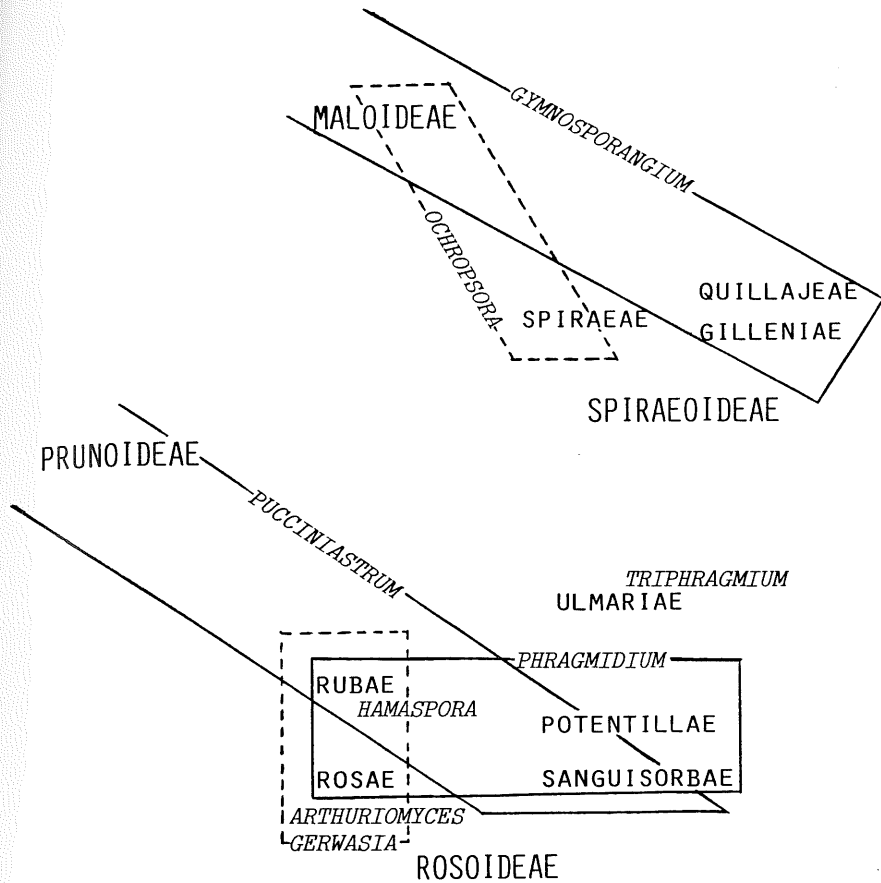 GYMNOSPORANGIUM
MALOIDEAE
OCHROPSORA
QUILLAJEAE
SPIRAEAE
GILLENIAE
SPIRAEOIDEAE
PRUNOIDEAE
PUCCINIASTRUM
TRIPHRAGMIUM
ULMARIAE
PHRAGMIDIUM
RUBAE
HAMASPORA
POTENTILLAE
ROSAE
SANGUISORBAE
ARTHURIOMYCES
GERWASIA
ROSOIDEAE